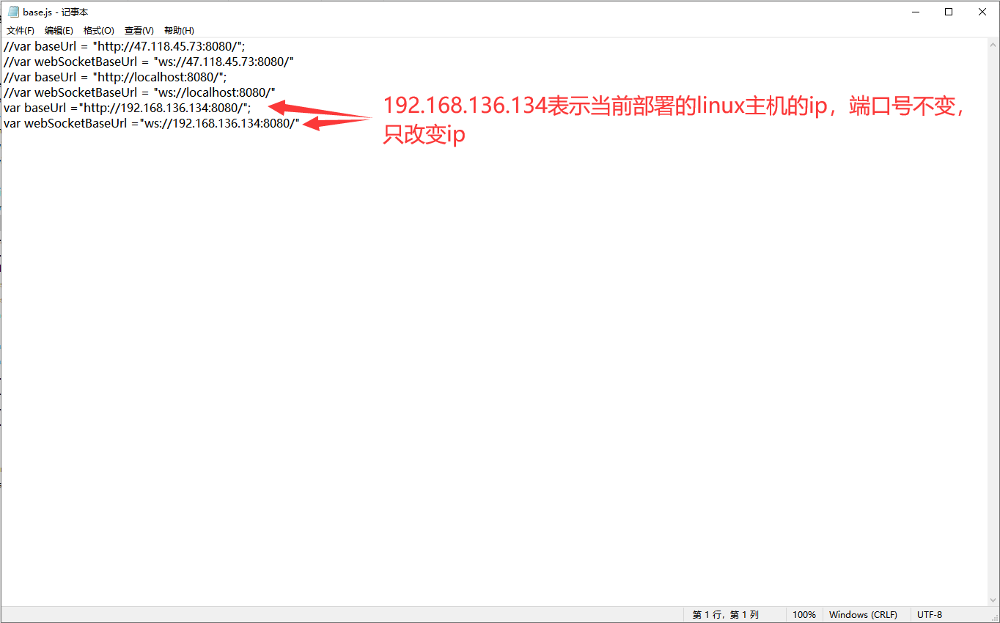 base.js - 记事本
文件(F) 编辑(E) 格式(O) 查看(V) 帮助(H)
//var baseUrl = "http://47.118.45.73:8080/";
//var webSocketBaseUrl = "ws://47.118.45.73:8080/"
//var baseUrl = "http://localhost:8080/";
//var webSocketBaseUrl = "ws://localhost:8080/"
var baseUrl ="http://192.168.136.134:8080/";
var webSocketBaseUrl ="ws://192.168.136.134:8080/"
192.168.136.134表示当前部署的linux主机的ip，端口号不变，
只改变ip
第 1 行，第 1 列 100% Windows (CRLF) UTF-8